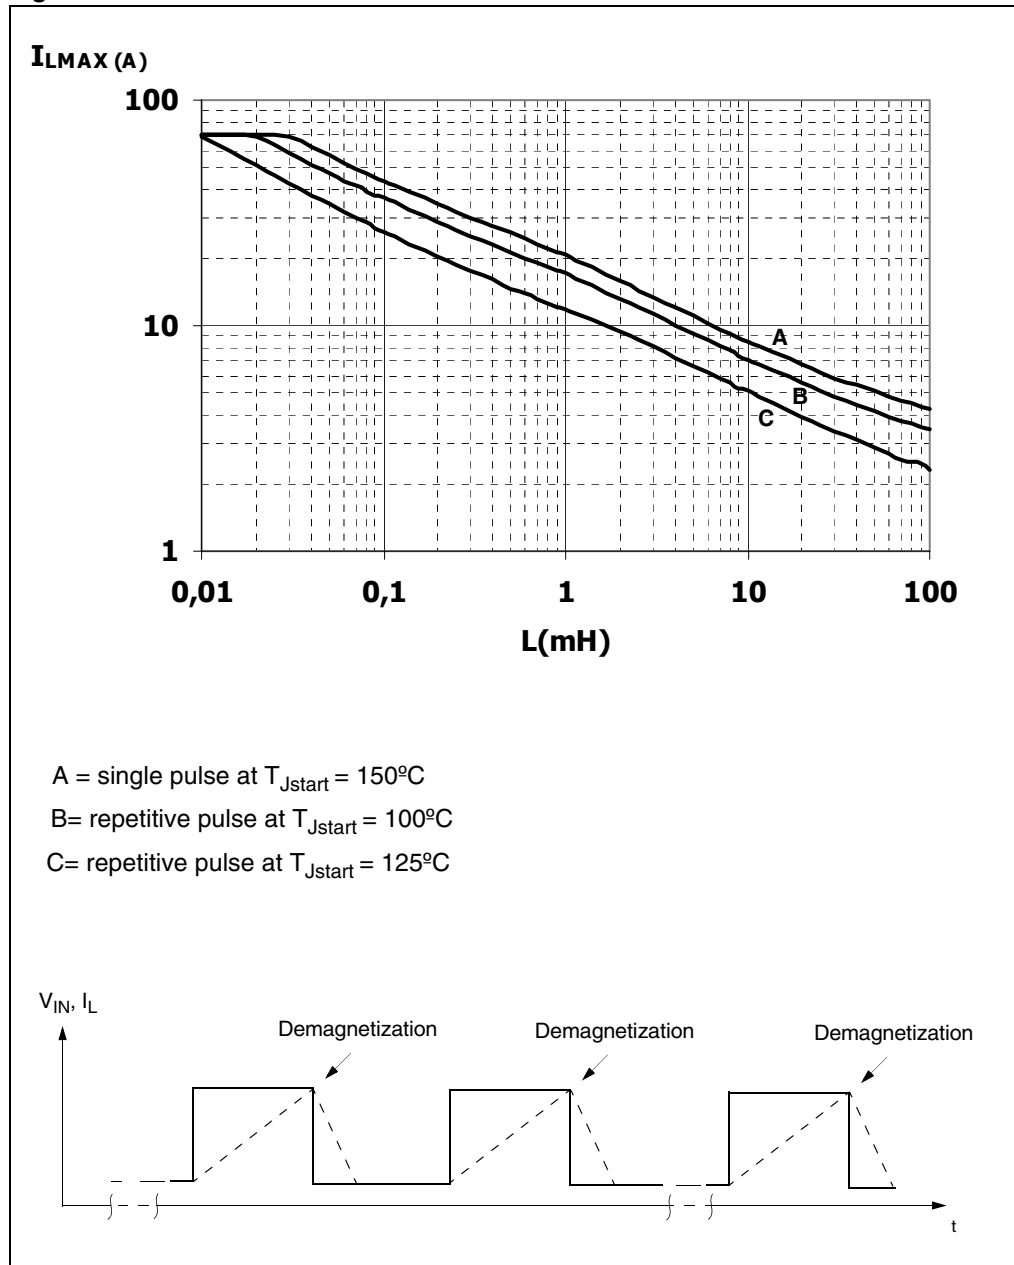 I LMAX (A)
100
10
1
A
B
C
0,01 0,1 1 10 100
L(mH)
A = single pulse at TJstart = 150ºC
B= repetitive pulse at TJstart = 100ºC
C= repetitive pulse at TJstart = 125ºC
VIN, IL
Demagnetization Demagnetization Demagnetization
t